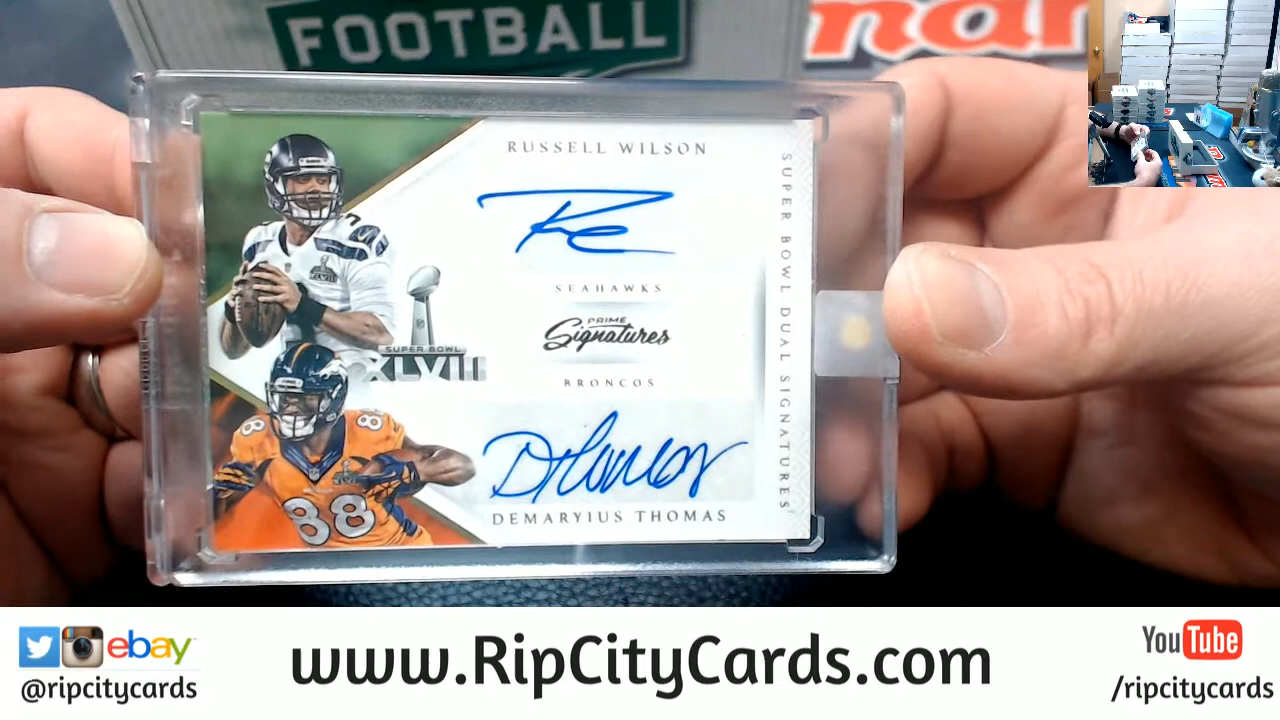 FOOTBALL
RUSSELL WILSON
SEAHAWKS
PRIME
Signatures
BRONCOS
DEMARYIUS THOMAS
SUPER BOWL DUAL SIGNATURES
SUPER BOWL
XLVIII
88
88
ebay
@ripcitycards
www.RipCityCards.com
YouTube
/ripcitycards